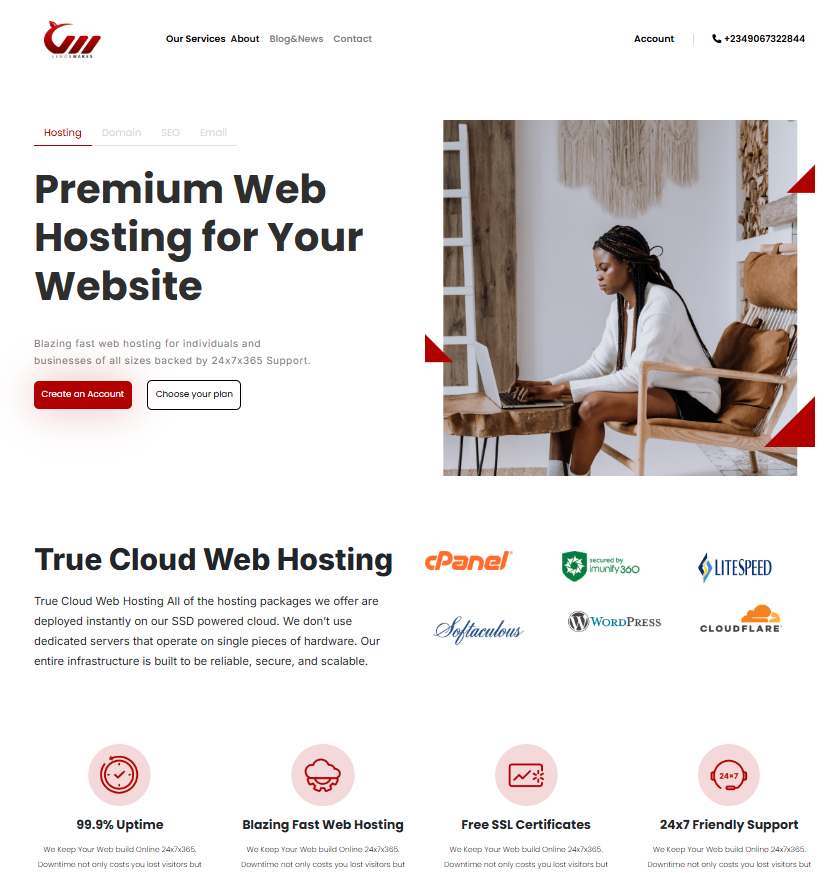 LEMONWARES
Our Services About Blog&News Contact
Account
+2349067322844
Hosting Domain SEO Email
Premium Web
Hosting for Your
Website
Blazing fast web hosting for individuals and
businesses of all sizes backed by 24x7x365 Support.
Create an Account
Choose your plan
True Cloud Web Hosting
True Cloud Web Hosting All of the hosting packages we offer are
deployed instantly on our SSD powered cloud. We don’t use
dedicated servers that operate on single pieces of hardware. Our
entire infrastructure is built to be reliable, secure, and scalable.
cPanel®
secured by
imunify360
LITESPEED
Softaculous
WORDPRESS
CLOUDFLARE
99.9% Uptime
We Keep Your Web build Online 24x7x365.
Downtime not only costs you lost visitors but
Blazing Fast Web Hosting
We Keep Your Web build Online 24x7x365.
Downtime not only costs you lost visitors but
Free SSL Certificates
We Keep Your Web build Online 24x7x365.
Downtime not only costs you lost visitors but
24×7
24x7 Friendly Support
We Keep Your Web build Online 24x7x365.
Downtime not only costs you lost visitors but